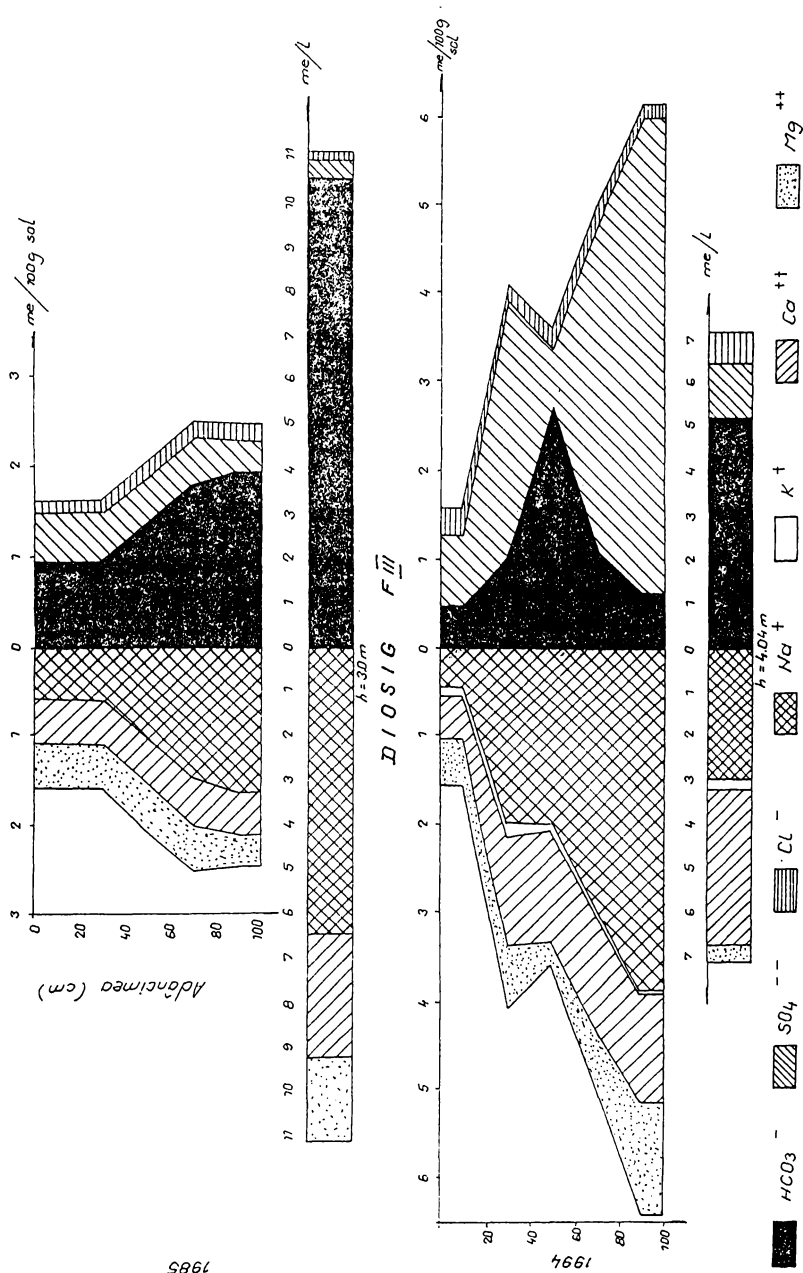 me/100g sol
3 2 1 0 1 2 3
0
20
40
60
80
100
Adâncimea (cm)
1985
me/L
11 10 9 8 7 6 5 4 3 2 1 0 1 2 3 4 5 6 7 8 9 10 11
h = 3.0 m
DIOSIG FIII
me/100g sol
6 5 4 3 2 1 0 1 2 3 4 5 6
20
40
60
80
100
1994
me/L
7 6 5 4 3 2 1 0 1 2 3 4 5 6 7
h = 4.04 m
HCO3 - SO4 -- Cl - Na + K + Ca ++ Mg ++